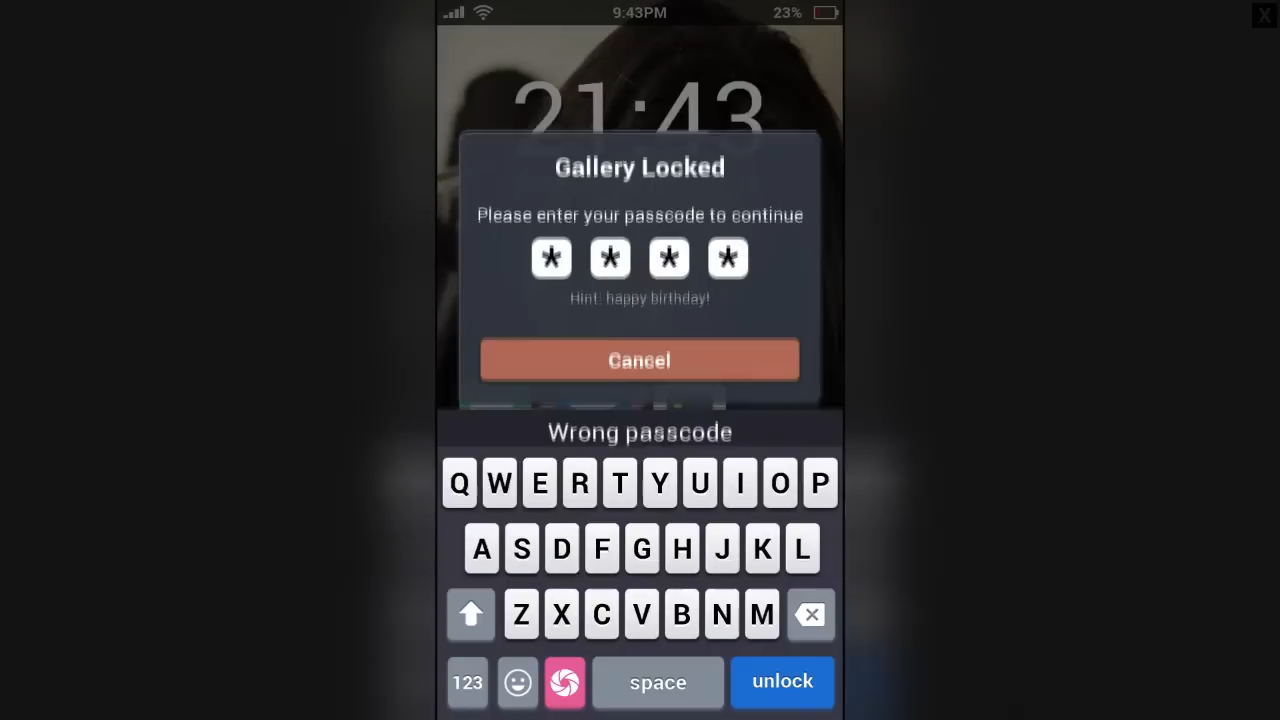 9:43PM 23% X
21:43
Gallery Locked
Please enter your passcode to continue
* * * *
Hint: happy birthday!
Cancel
Wrong passcode
Q W E R T Y U I O P
A S D F G H J K L
Z X C V B N M
123 space unlock